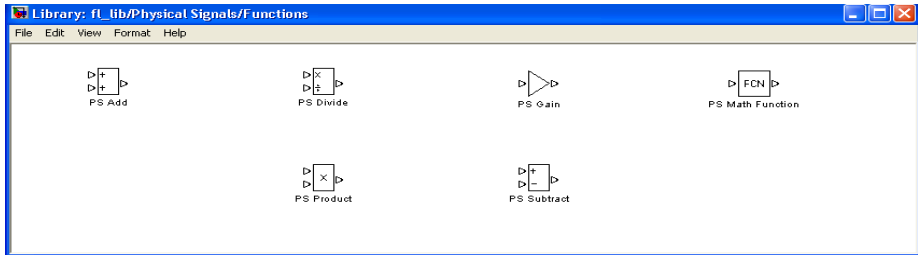 Library: fl_lib/Physical Signals/Functions
File Edit View Format Help
+
+
PS Add
×
÷
PS Divide
PS Gain
FCN
PS Math Function
×
PS Product
+
−
PS Subtract